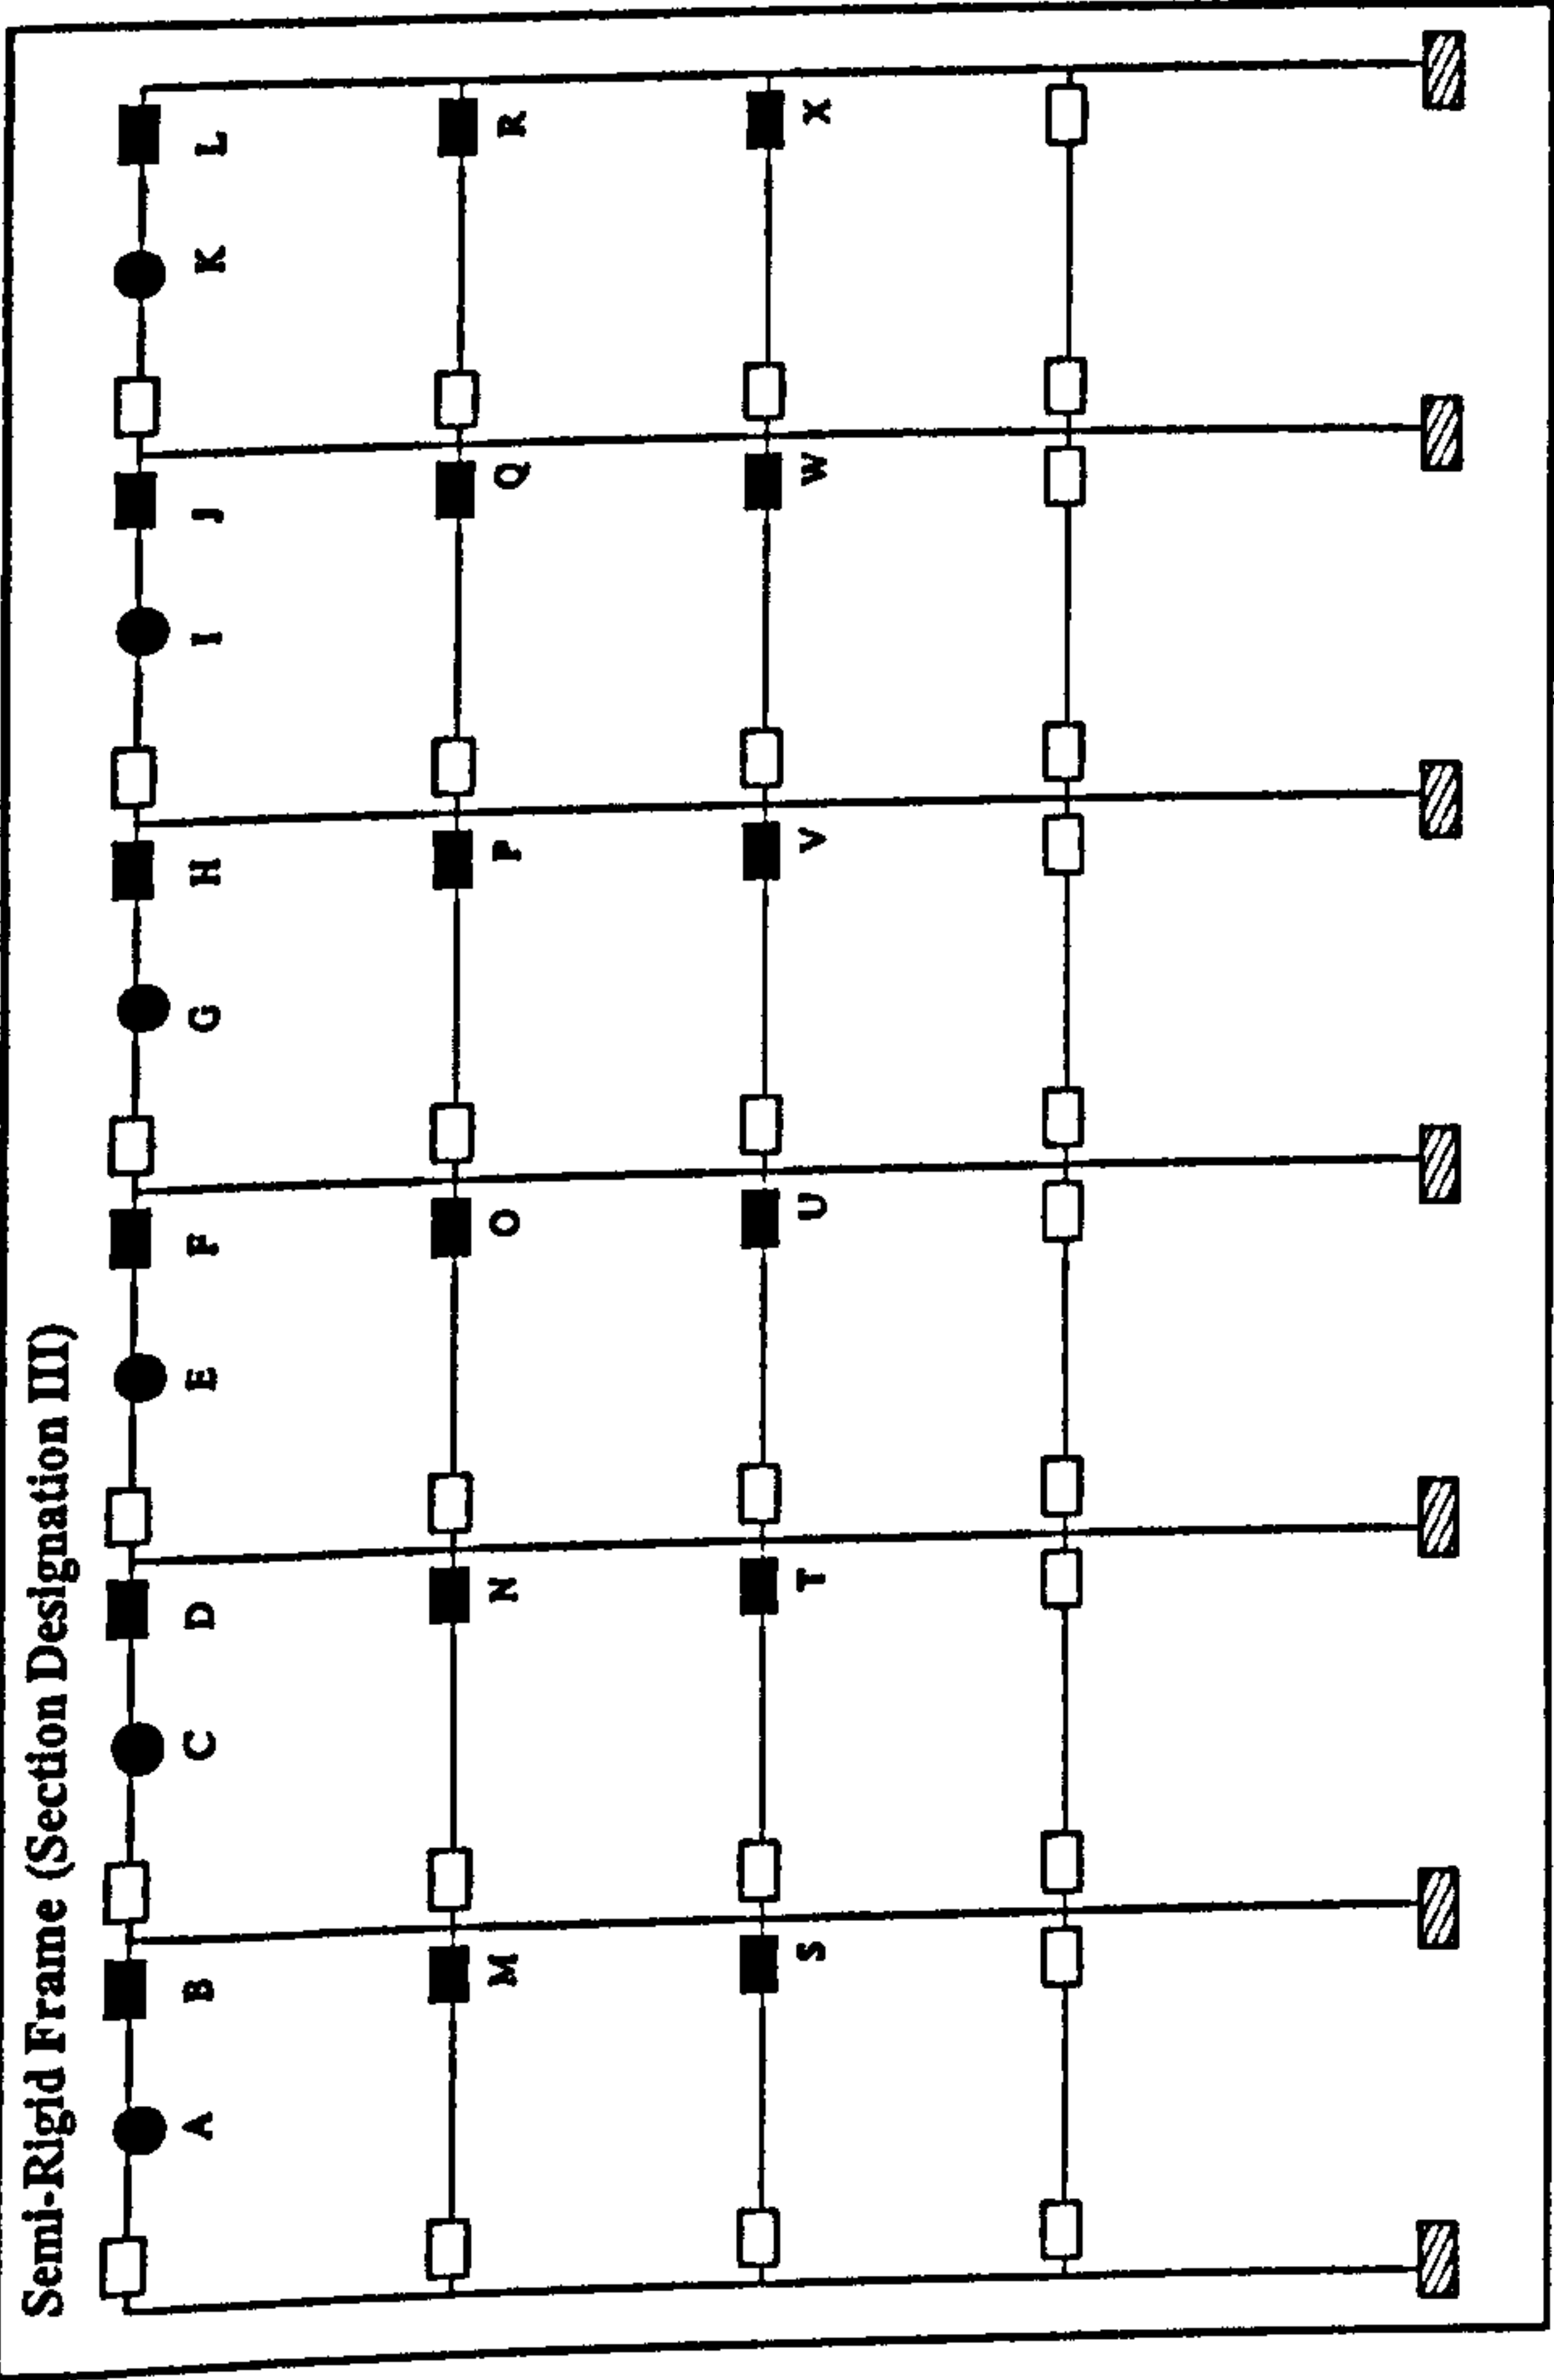 Semi-Rigid Frame (Section Designation III)
A B C D E F G H I J K L
M N O P Q R
S T U V W X